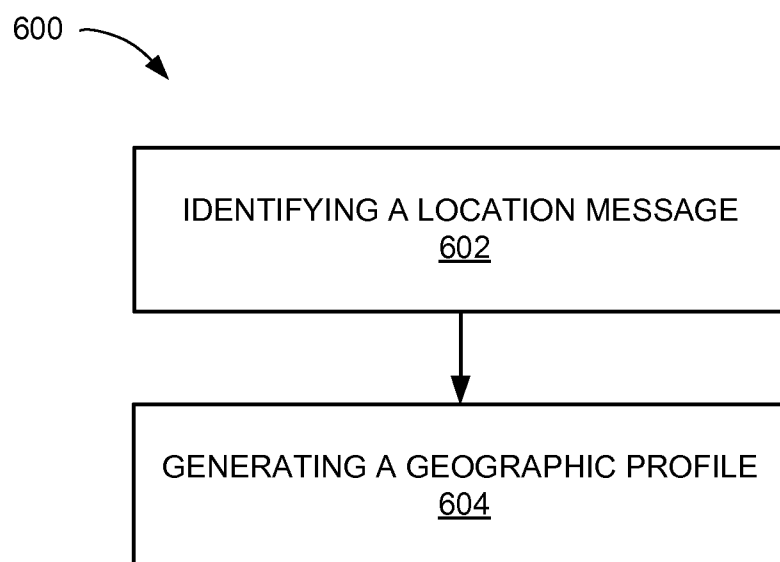 600
IDENTIFYING A LOCATION MESSAGE
602
GENERATING A GEOGRAPHIC PROFILE
604